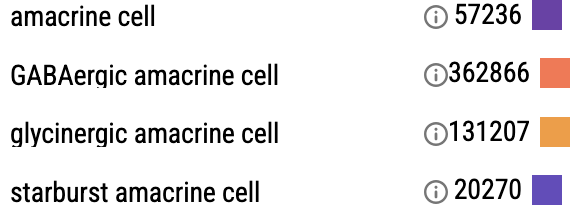 amacrine cell 57236
GABAergic amacrine cell 362866
glycinergic amacrine cell 131207
starburst amacrine cell 20270